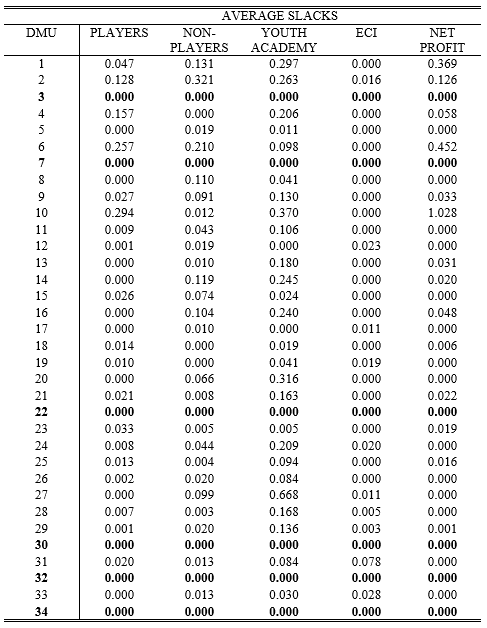 AVERAGE SLACKS
DMU PLAYERS NON- YOUTH ECI NET
PLAYERS ACADEMY PROFIT
1 0.047 0.131 0.297 0.000 0.369
2 0.128 0.321 0.263 0.016 0.126
3 0.000 0.000 0.000 0.000 0.000
4 0.157 0.000 0.206 0.000 0.058
5 0.000 0.019 0.011 0.000 0.000
6 0.257 0.210 0.098 0.000 0.452
7 0.000 0.000 0.000 0.000 0.000
8 0.000 0.110 0.041 0.000 0.000
9 0.027 0.091 0.130 0.000 0.033
10 0.294 0.012 0.370 0.000 1.028
11 0.009 0.043 0.106 0.000 0.000
12 0.001 0.019 0.000 0.023 0.000
13 0.000 0.010 0.180 0.000 0.031
14 0.000 0.119 0.245 0.000 0.020
15 0.026 0.074 0.024 0.000 0.000
16 0.000 0.104 0.240 0.000 0.048
17 0.000 0.010 0.000 0.011 0.000
18 0.014 0.000 0.019 0.000 0.006
19 0.010 0.000 0.041 0.019 0.000
20 0.000 0.066 0.316 0.000 0.000
21 0.021 0.008 0.163 0.000 0.022
22 0.000 0.000 0.000 0.000 0.000
23 0.033 0.005 0.005 0.000 0.019
24 0.008 0.044 0.209 0.020 0.000
25 0.013 0.004 0.094 0.000 0.016
26 0.002 0.020 0.084 0.000 0.000
27 0.000 0.099 0.668 0.011 0.000
28 0.007 0.003 0.168 0.005 0.000
29 0.001 0.020 0.136 0.003 0.001
30 0.000 0.000 0.000 0.000 0.000
31 0.020 0.013 0.084 0.078 0.000
32 0.000 0.000 0.000 0.000 0.000
33 0.000 0.013 0.030 0.028 0.000
34 0.000 0.000 0.000 0.000 0.000